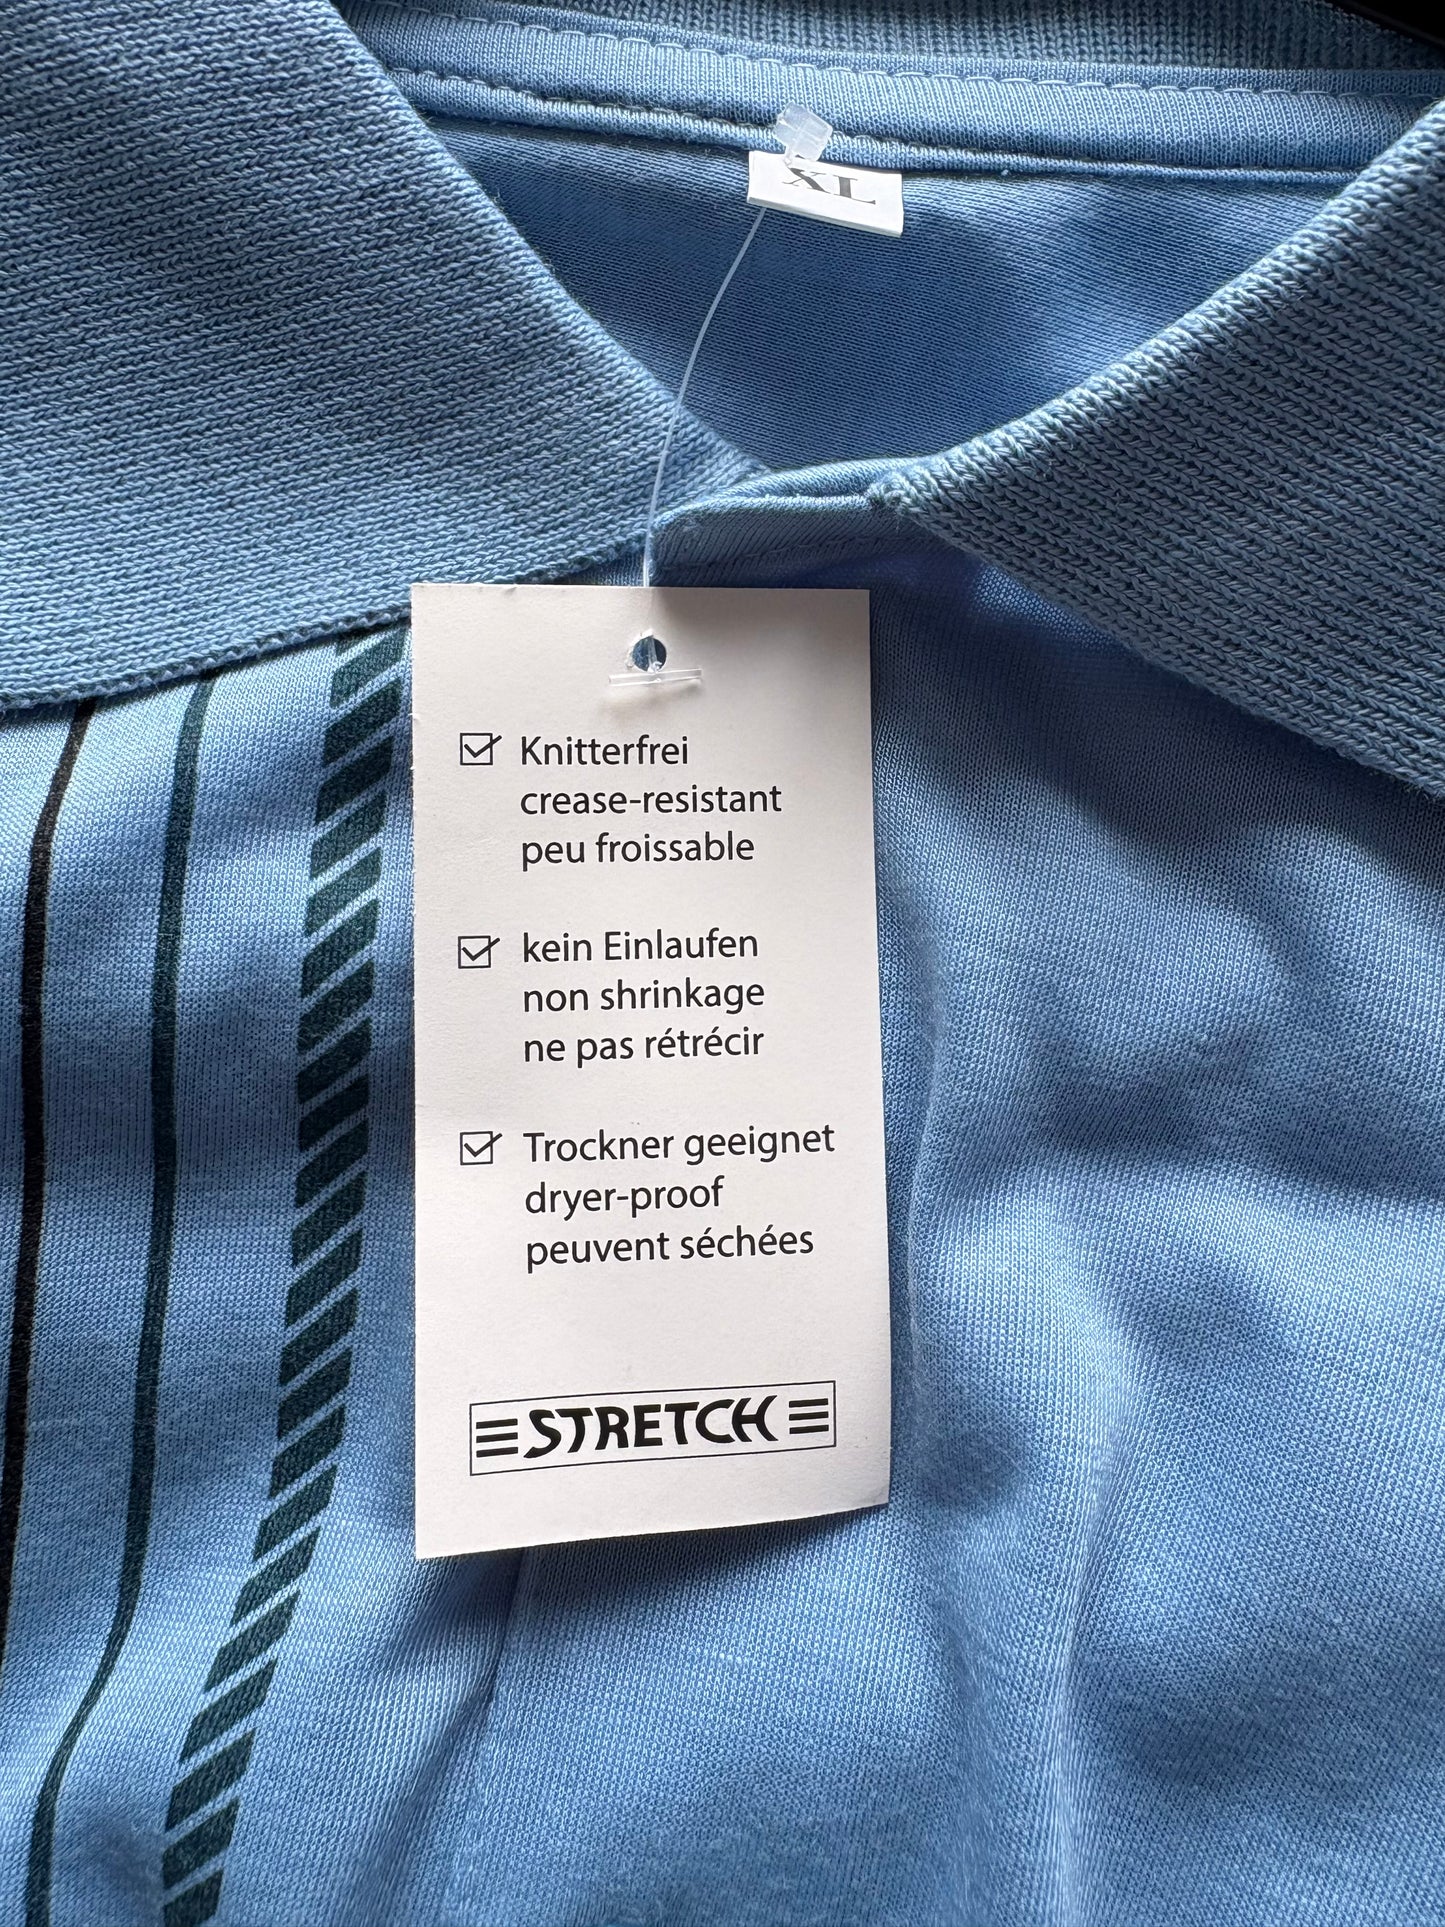 XL
Knitterfrei
crease-resistant
peu froissable
kein Einlaufen
non shrinkage
ne pas rétrécir
Trockner geeignet
dryer-proof
peuvent séchées
STRETCH